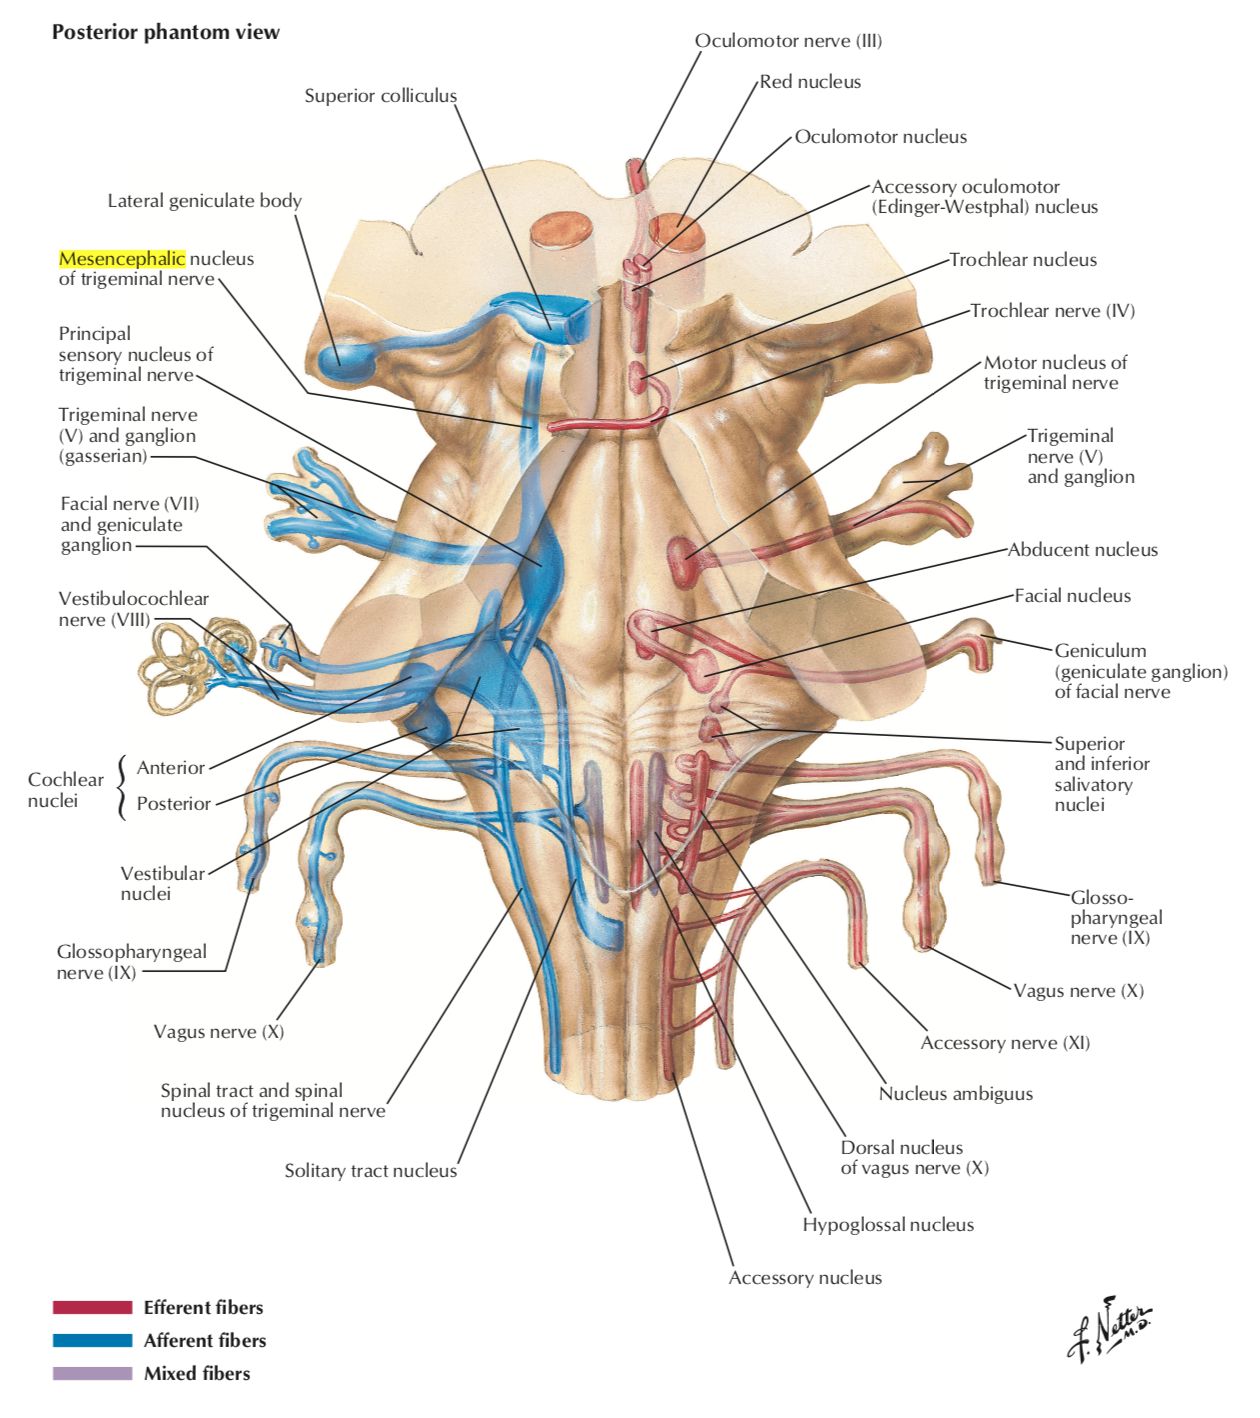 Posterior phantom view
Oculomotor nerve (III)
Red nucleus
Superior colliculus
Oculomotor nucleus
Accessory oculomotor
(Edinger-Westphal) nucleus
Lateral geniculate body
Mesencephalic nucleus
of trigeminal nerve
Trochlear nucleus
Trochlear nerve (IV)
Principal
sensory nucleus of
trigeminal nerve
Motor nucleus of
trigeminal nerve
Trigeminal nerve
(V) and ganglion
(gasserian)
Trigeminal
nerve (V)
and ganglion
Facial nerve (VII)
and geniculate
ganglion
Abducent nucleus
Vestibulocochlear
nerve (VIII)
Facial nucleus
Geniculum
(geniculate ganglion)
of facial nerve
Superior
and inferior
salivatory
nuclei
Cochlear
nuclei
Anterior
Posterior
Vestibular
nuclei
Glosso-
pharyngeal
nerve (IX)
Glossopharyngeal
nerve (IX)
Vagus nerve (X)
Vagus nerve (X)
Accessory nerve (XI)
Spinal tract and spinal
nucleus of trigeminal nerve
Nucleus ambiguus
Dorsal nucleus
of vagus nerve (X)
Solitary tract nucleus
Hypoglossal nucleus
Accessory nucleus
Efferent fibers
Afferent fibers
Mixed fibers
F. Netter
M.D.